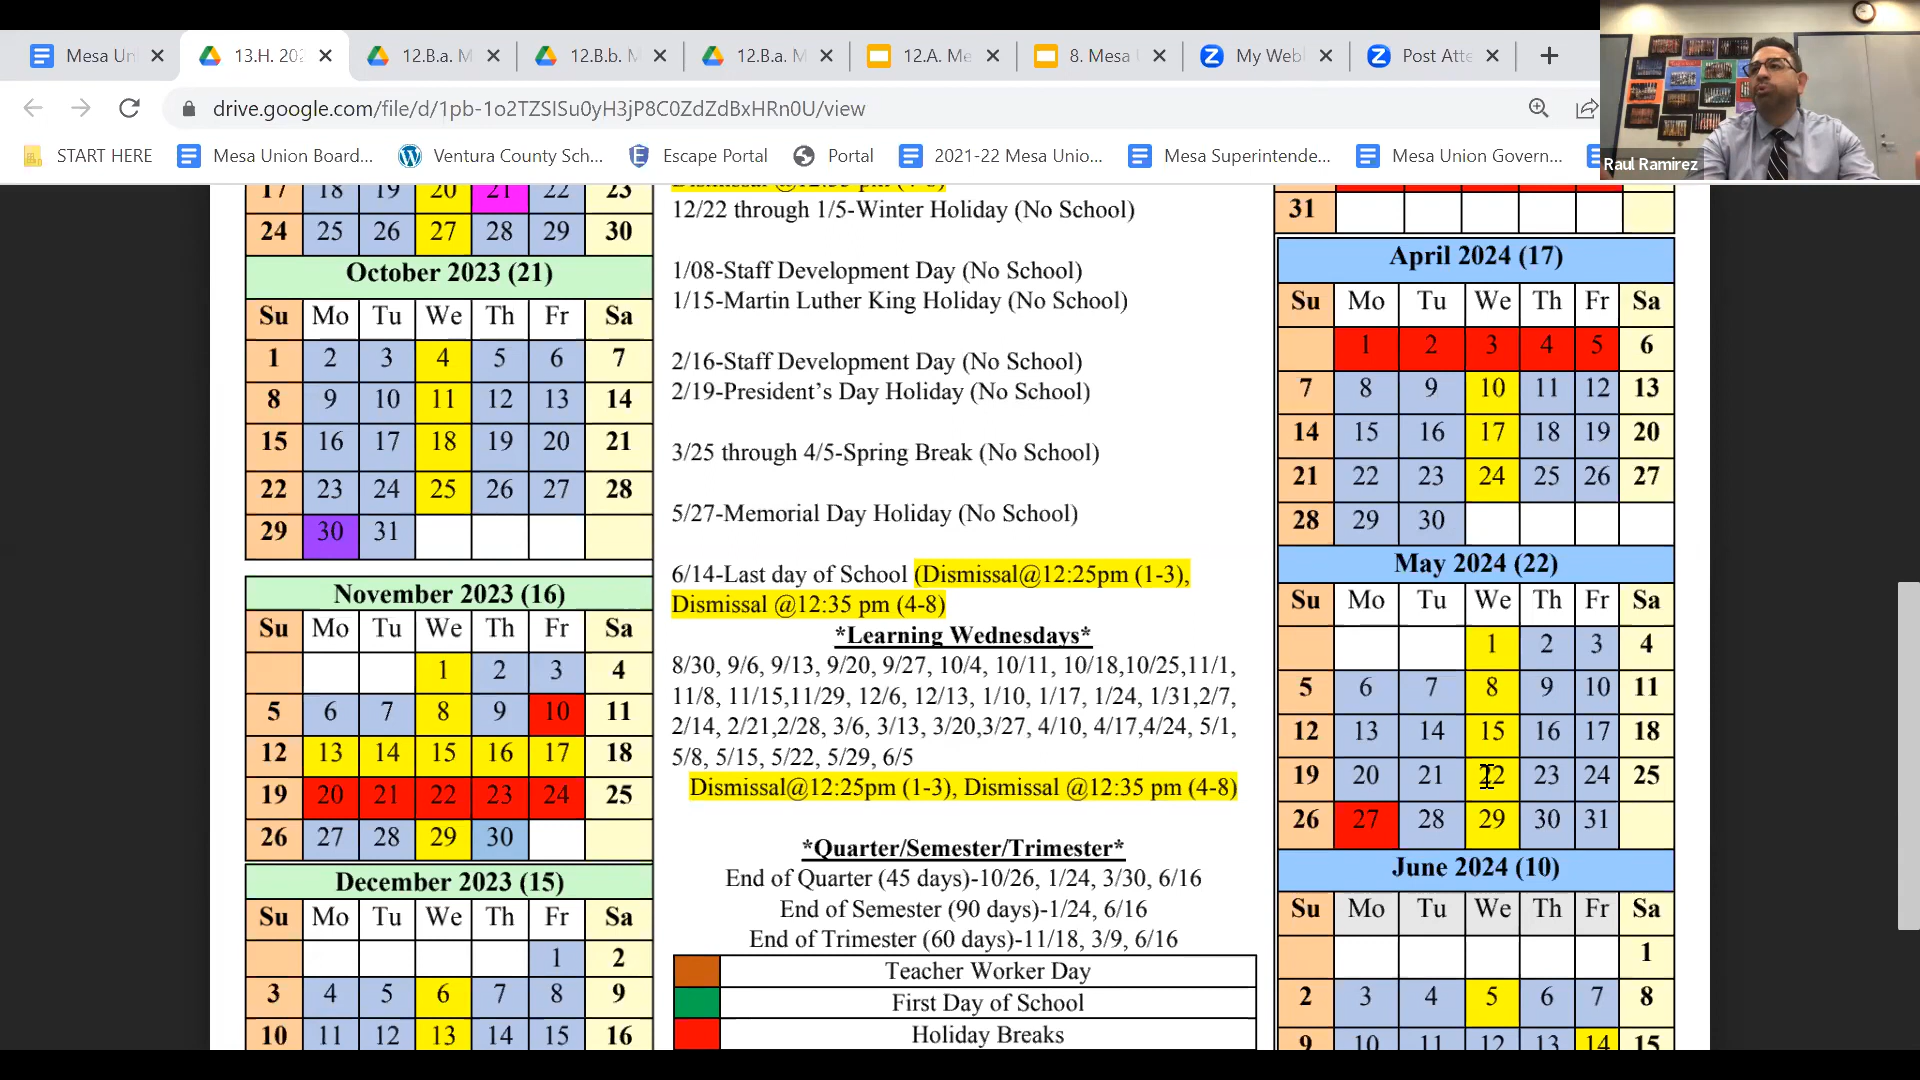 Mesa Un
13.H. 202
12.B.a. M
12.B.b. M
12.B.a. M
12.A. Me
8. Mesa U
My Webi
Post Atte
drive.google.com/file/d/1pb-1o2TZSISu0yH3jP8C0ZdZdBxHRn0U/view
START HERE
Mesa Union Board...
Ventura County Sch...
Escape Portal
Portal
2021-22 Mesa Unio...
Mesa Superintende...
Mesa Union Govern...
Raul Ramirez
17 18 19 20 21 22 23
24 25 26 27 28 29 30
October 2023 (21)
Su Mo Tu We Th Fr Sa
1 2 3 4 5 6 7
8 9 10 11 12 13 14
15 16 17 18 19 20 21
22 23 24 25 26 27 28
29 30 31
November 2023 (16)
Su Mo Tu We Th Fr Sa
1 2 3 4
5 6 7 8 9 10 11
12 13 14 15 16 17 18
19 20 21 22 23 24 25
26 27 28 29 30
December 2023 (15)
Su Mo Tu We Th Fr Sa
1 2
3 4 5 6 7 8 9
10 11 12 13 14 15 16
Dismissal @12:35 pm (4-8)
12/22 through 1/5-Winter Holiday (No School)
1/08-Staff Development Day (No School)
1/15-Martin Luther King Holiday (No School)
2/16-Staff Development Day (No School)
2/19-President’s Day Holiday (No School)
3/25 through 4/5-Spring Break (No School)
5/27-Memorial Day Holiday (No School)
6/14-Last day of School (Dismissal@12:25pm (1-3),
Dismissal @12:35 pm (4-8)
*Learning Wednesdays*
8/30, 9/6, 9/13, 9/20, 9/27, 10/4, 10/11, 10/18,10/25,11/1,
11/8, 11/15,11/29, 12/6, 12/13, 1/10, 1/17, 1/24, 1/31,2/7,
2/14, 2/21,2/28, 3/6, 3/13, 3/20,3/27, 4/10, 4/17,4/24, 5/1,
5/8, 5/15, 5/22, 5/29, 6/5
Dismissal@12:25pm (1-3), Dismissal @12:35 pm (4-8)
*Quarter/Semester/Trimester*
End of Quarter (45 days)-10/26, 1/24, 3/30, 6/16
End of Semester (90 days)-1/24, 6/16
End of Trimester (60 days)-11/18, 3/9, 6/16
Teacher Worker Day
First Day of School
Holiday Breaks
31
April 2024 (17)
Su Mo Tu We Th Fr Sa
1 2 3 4 5 6
7 8 9 10 11 12 13
14 15 16 17 18 19 20
21 22 23 24 25 26 27
28 29 30
May 2024 (22)
Su Mo Tu We Th Fr Sa
1 2 3 4
5 6 7 8 9 10 11
12 13 14 15 16 17 18
19 20 21 22 23 24 25
26 27 28 29 30 31
June 2024 (10)
Su Mo Tu We Th Fr Sa
1
2 3 4 5 6 7 8
9 10 11 12 13 14 15